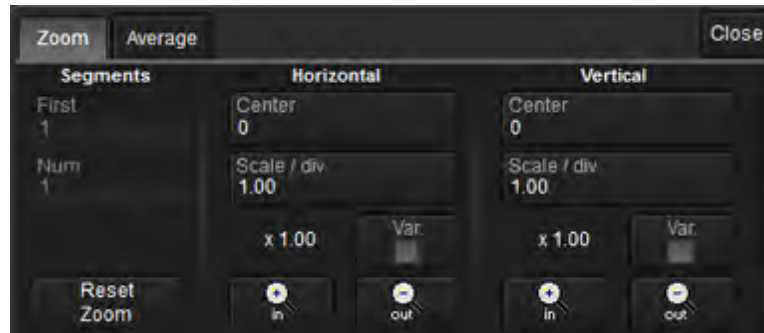 Zoom Average Close
Segments Horizontal Vertical
First Center Center
1 0 0
Num Scale / div Scale / div
1 1.00 1.00
x 1.00 Var. x 1.00 Var.
Reset
Zoom in out in out